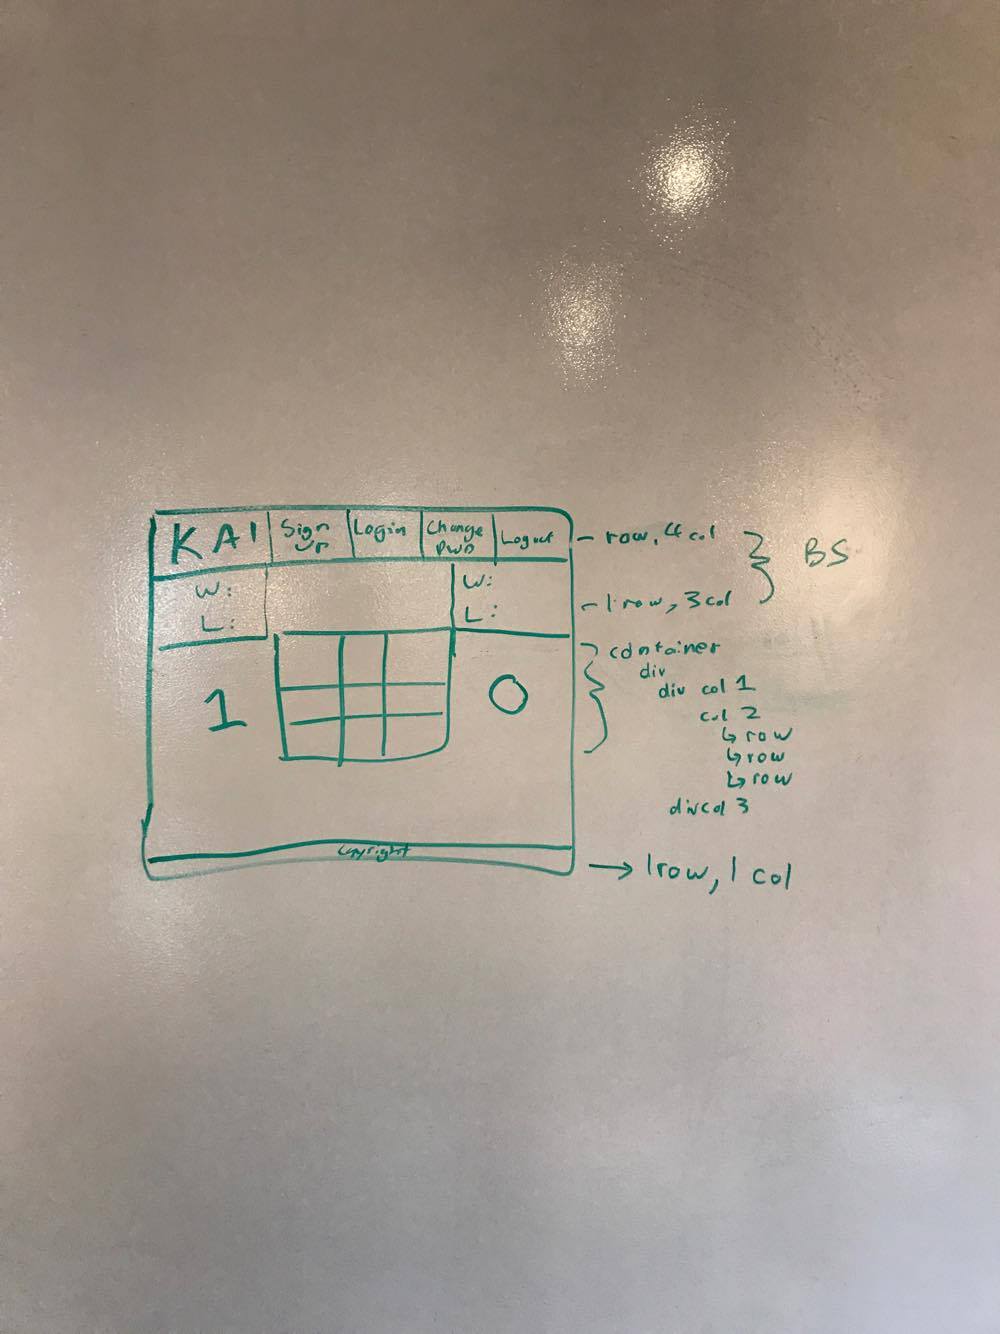 KAI
Sign
UP
Login
Change
PWD
Logout
- row, 4 col
BS
W:
L:
W:
L:
- 1 row, 3 col
1
O
container
div
div col 1
col 2
↳ row
↳ row
↳ row
div col 3
Copyright
→ 1 row, 1 col